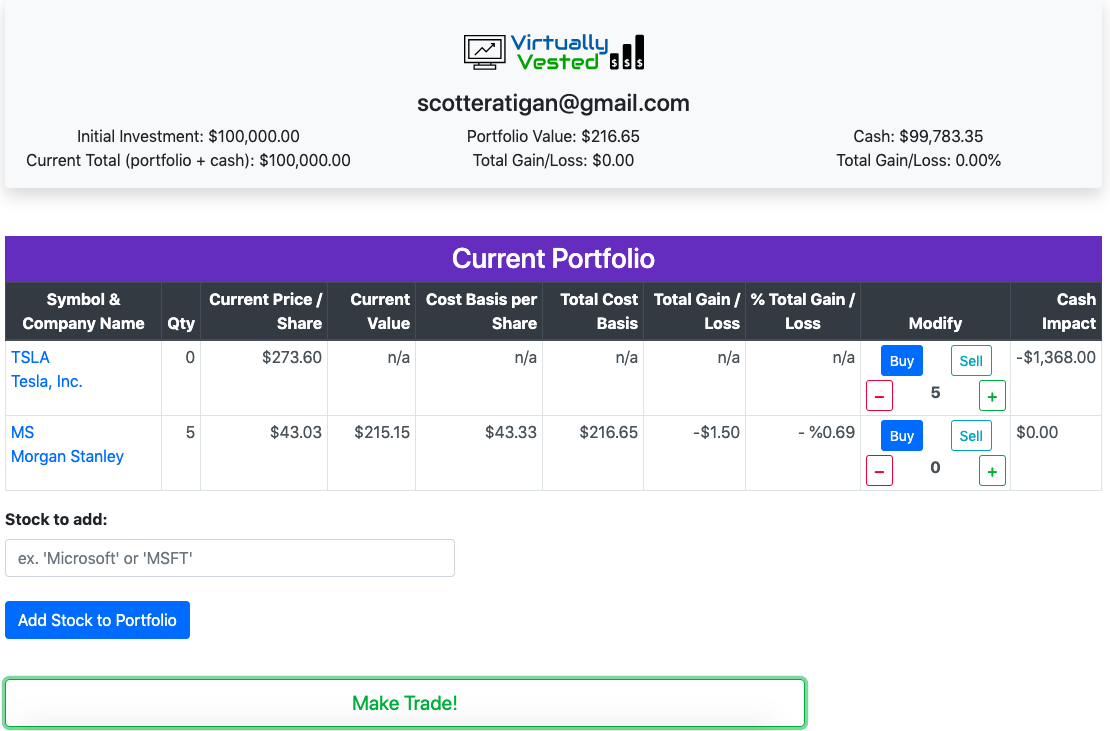 Virtually
Vested
$ $ $
scotteratigan@gmail.com
Initial Investment: $100,000.00 Portfolio Value: $216.65 Cash: $99,783.35
Current Total (portfolio + cash): $100,000.00 Total Gain/Loss: $0.00 Total Gain/Loss: 0.00%
Current Portfolio
Symbol & Current Price / Current Cost Basis per Total Cost Total Gain / % Total Gain / Cash
Company Name Qty Share Value Share Basis Loss Loss Modify Impact
TSLA 0 $273.60 n/a n/a n/a n/a n/a Buy Sell -$1,368.00
Tesla, Inc. − 5 +
MS 5 $43.03 $215.15 $43.33 $216.65 -$1.50 - %0.69 Buy Sell $0.00
Morgan Stanley − 0 +
Stock to add:
ex. 'Microsoft' or 'MSFT'
Add Stock to Portfolio
Make Trade!